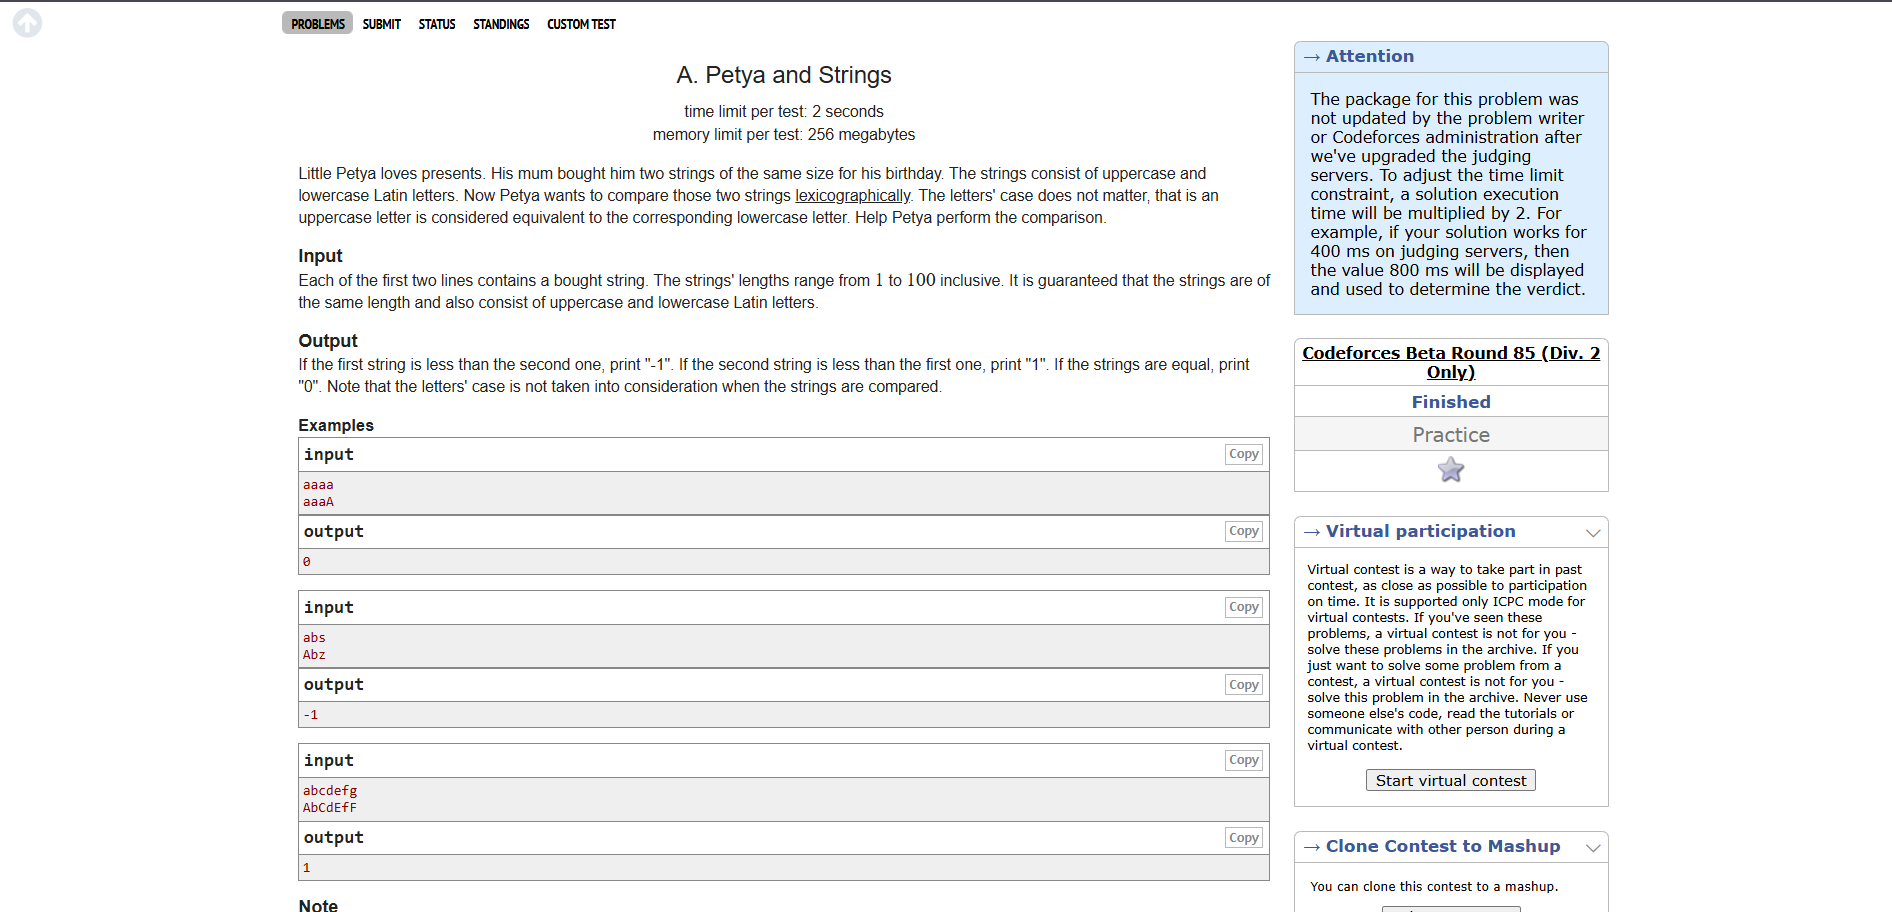 PROBLEMS SUBMIT STATUS STANDINGS CUSTOM TEST
A. Petya and Strings
time limit per test: 2 seconds
memory limit per test: 256 megabytes
Little Petya loves presents. His mum bought him two strings of the same size for his birthday. The strings consist of uppercase and
lowercase Latin letters. Now Petya wants to compare those two strings lexicographically. The letters' case does not matter, that is an
uppercase letter is considered equivalent to the corresponding lowercase letter. Help Petya perform the comparison.
Input
Each of the first two lines contains a bought string. The strings' lengths range from 1 to 100 inclusive. It is guaranteed that the strings are of
the same length and also consist of uppercase and lowercase Latin letters.
Output
If the first string is less than the second one, print "-1". If the second string is less than the first one, print "1". If the strings are equal, print
"0". Note that the letters' case is not taken into consideration when the strings are compared.
Examples
input
Copy
aaaa
aaaA
output
Copy
0
input
Copy
abs
Abz
output
Copy
-1
input
Copy
abcdefg
AbCdEfF
output
Copy
1
Note
→ Attention
The package for this problem was
not updated by the problem writer
or Codeforces administration after
we've upgraded the judging
servers. To adjust the time limit
constraint, a solution execution
time will be multiplied by 2. For
example, if your solution works for
400 ms on judging servers, then
the value 800 ms will be displayed
and used to determine the verdict.
Codeforces Beta Round 85 (Div. 2
Only)
Finished
Practice
→ Virtual participation
Virtual contest is a way to take part in past
contest, as close as possible to participation
on time. It is supported only ICPC mode for
virtual contests. If you've seen these
problems, a virtual contest is not for you -
solve these problems in the archive. If you
just want to solve some problem from a
contest, a virtual contest is not for you -
solve this problem in the archive. Never use
someone else's code, read the tutorials or
communicate with other person during a
virtual contest.
Start virtual contest
→ Clone Contest to Mashup
You can clone this contest to a mashup.